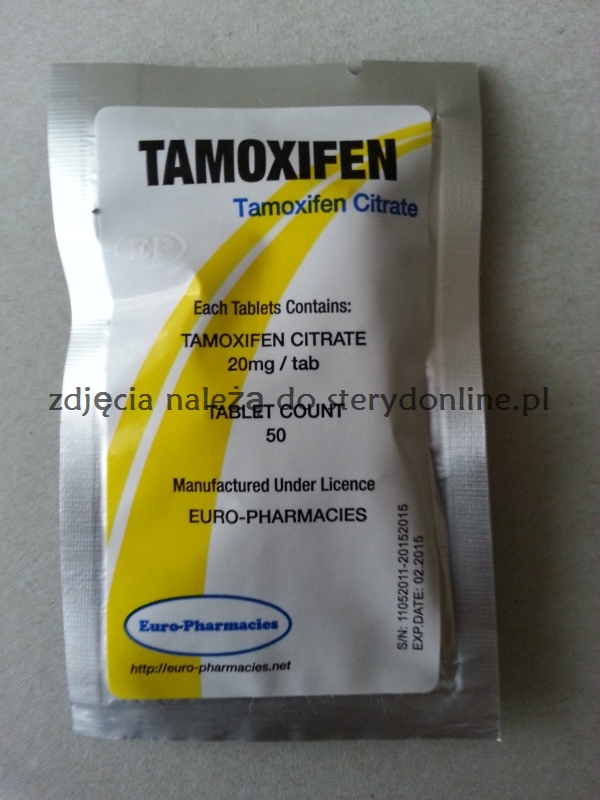 TAMOXIFEN
Tamoxifen Citrate
EP
Each Tablets Contains:
TAMOXIFEN CITRATE
20mg / tab
zdjęcia należą do sterydonline.pl
TABLET COUNT
50
Manufactured Under Licence
EURO-PHARMACIES
S/N: 11052011-20152015
EXP.DATE: 02.2015
Euro-Pharmacies
http://euro-pharmacies.net